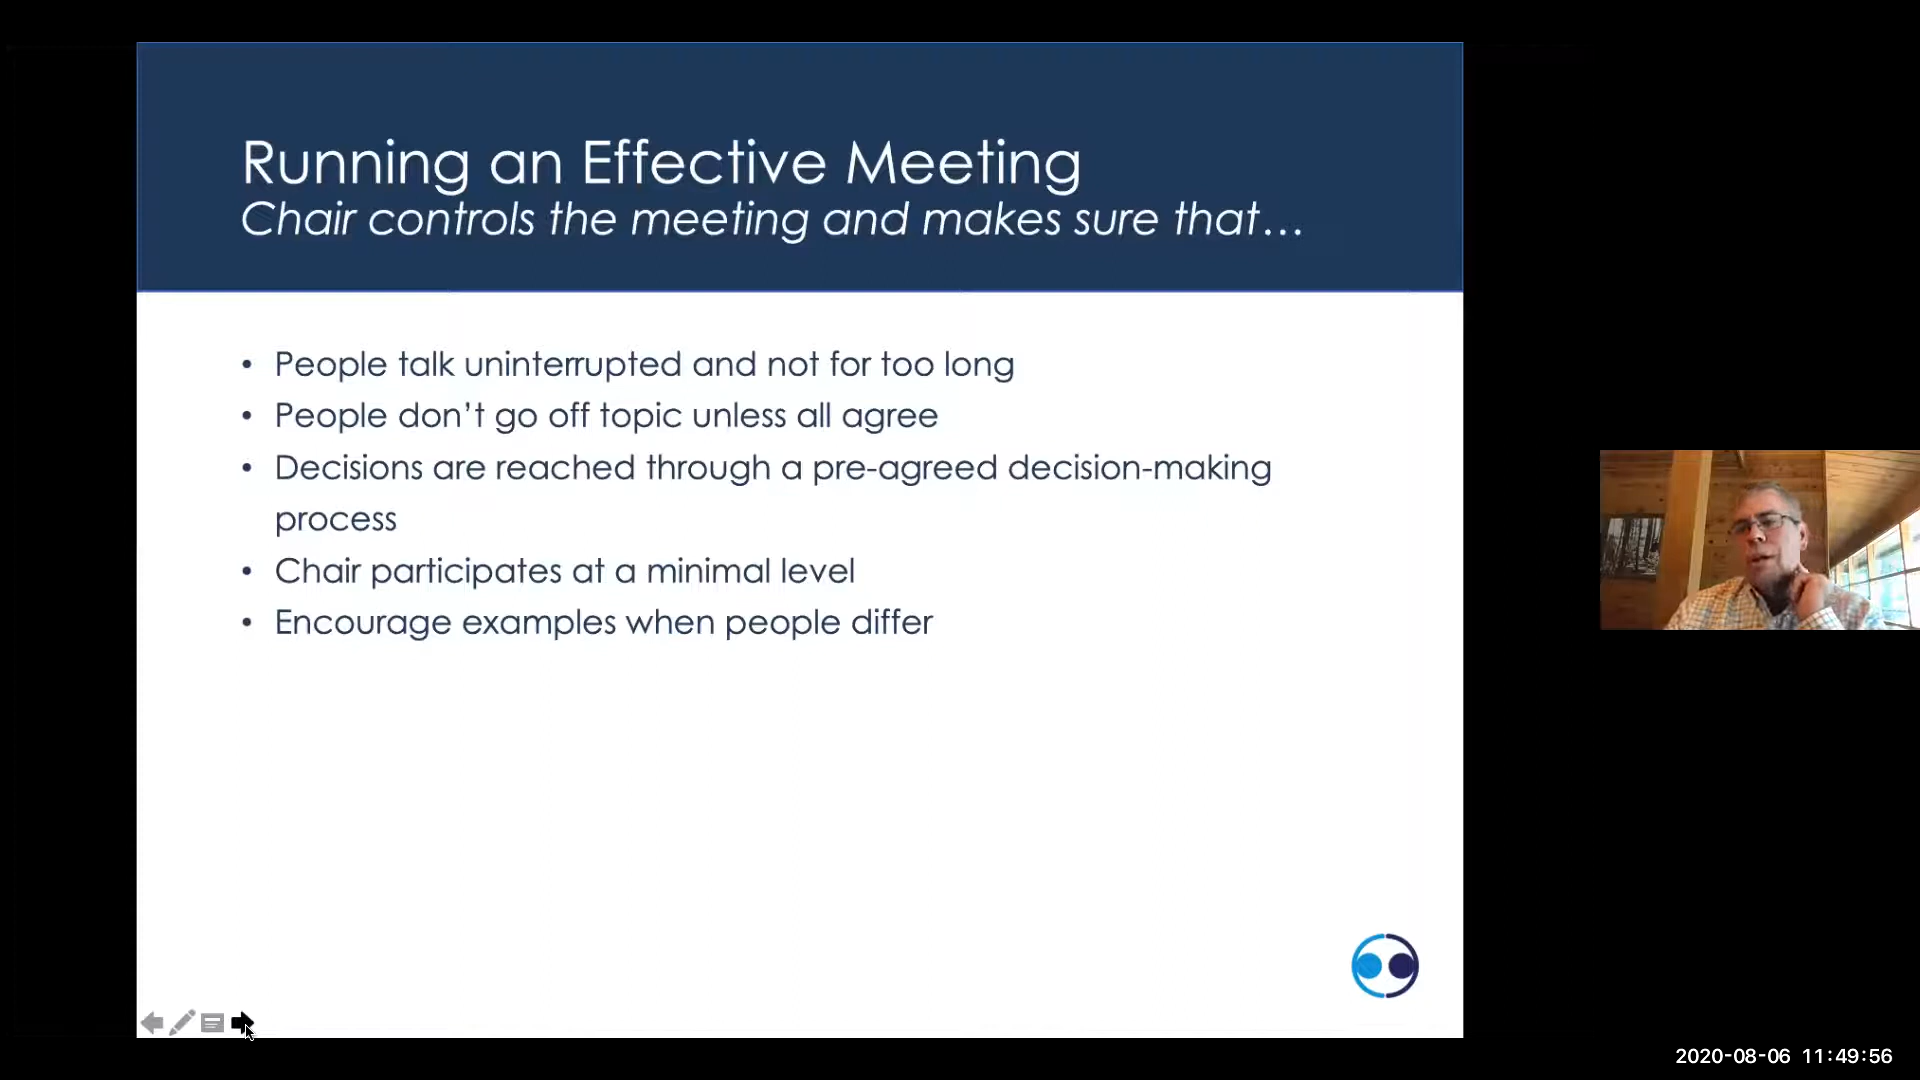 Running an Effective Meeting
Chair controls the meeting and makes sure that…
• People talk uninterrupted and not for too long
• People don’t go off topic unless all agree
• Decisions are reached through a pre-agreed decision-making
process
• Chair participates at a minimal level
• Encourage examples when people differ
2020-08-06 11:49:56